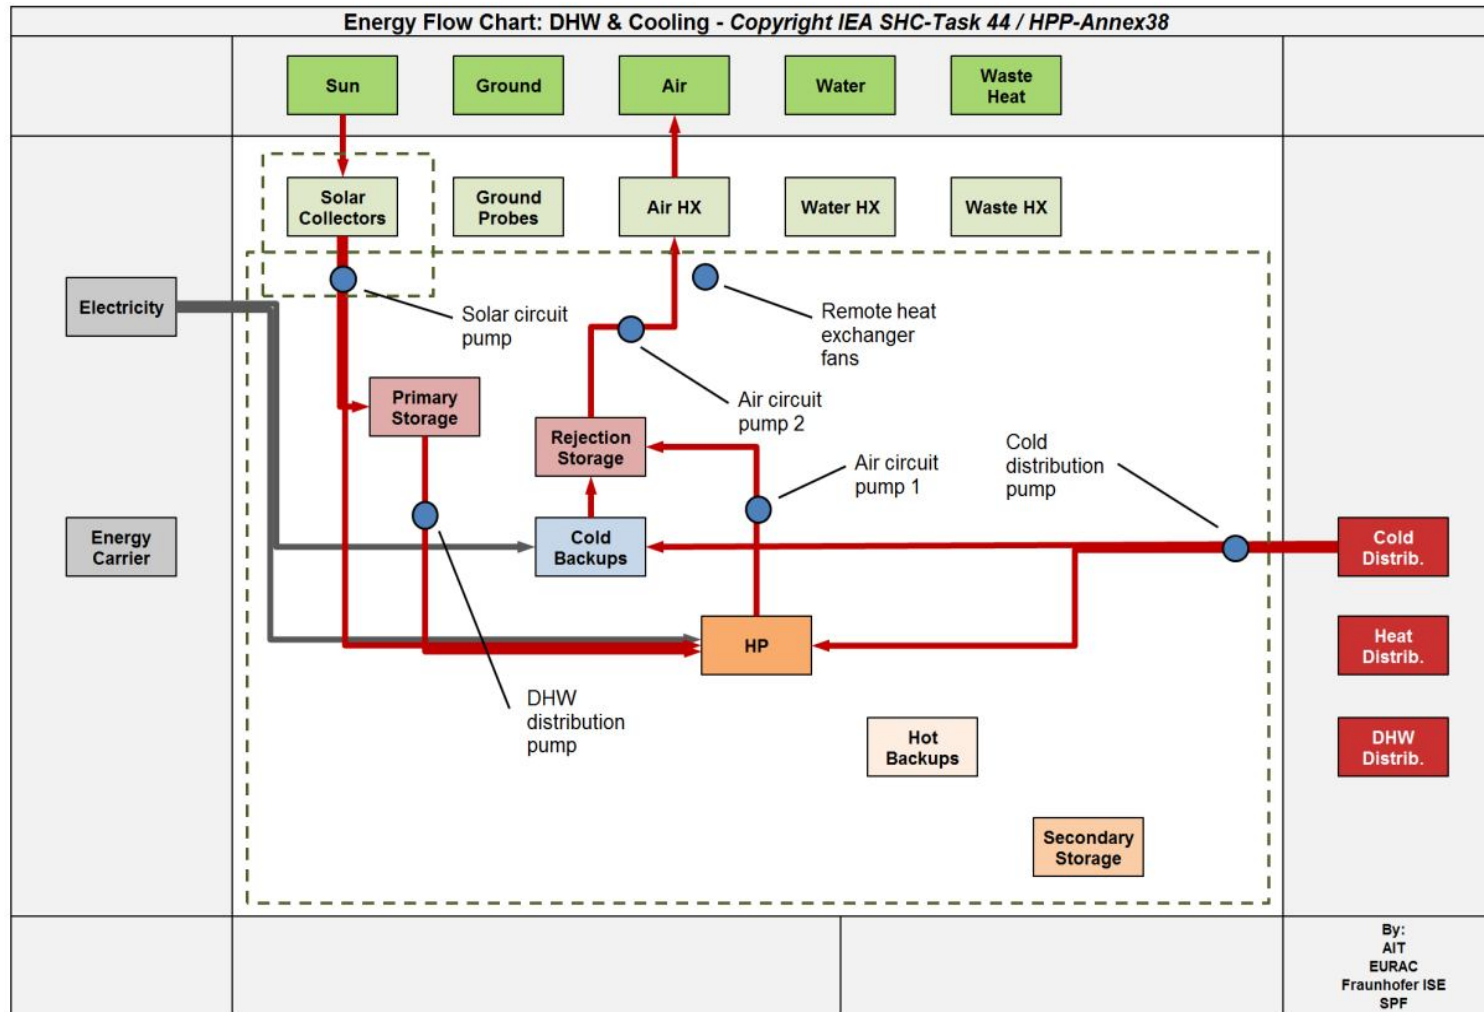 Energy Flow Chart: DHW & Cooling - Copyright IEA SHC-Task 44 / HPP-Annex38
Sun
Ground
Air
Water
Waste
Heat
Solar
Collectors
Ground
Probes
Air HX
Water HX
Waste HX
Electricity
Solar circuit
pump
Remote heat
exchanger
fans
Primary
Storage
Air circuit
pump 2
Rejection
Storage
Air circuit
pump 1
Cold
distribution
pump
Energy
Carrier
Cold
Backups
Cold
Distrib.
HP
Heat
Distrib.
DHW
distribution
pump
Hot
Backups
DHW
Distrib.
Secondary
Storage
By:
AIT
EURAC
Fraunhofer ISE
SPF